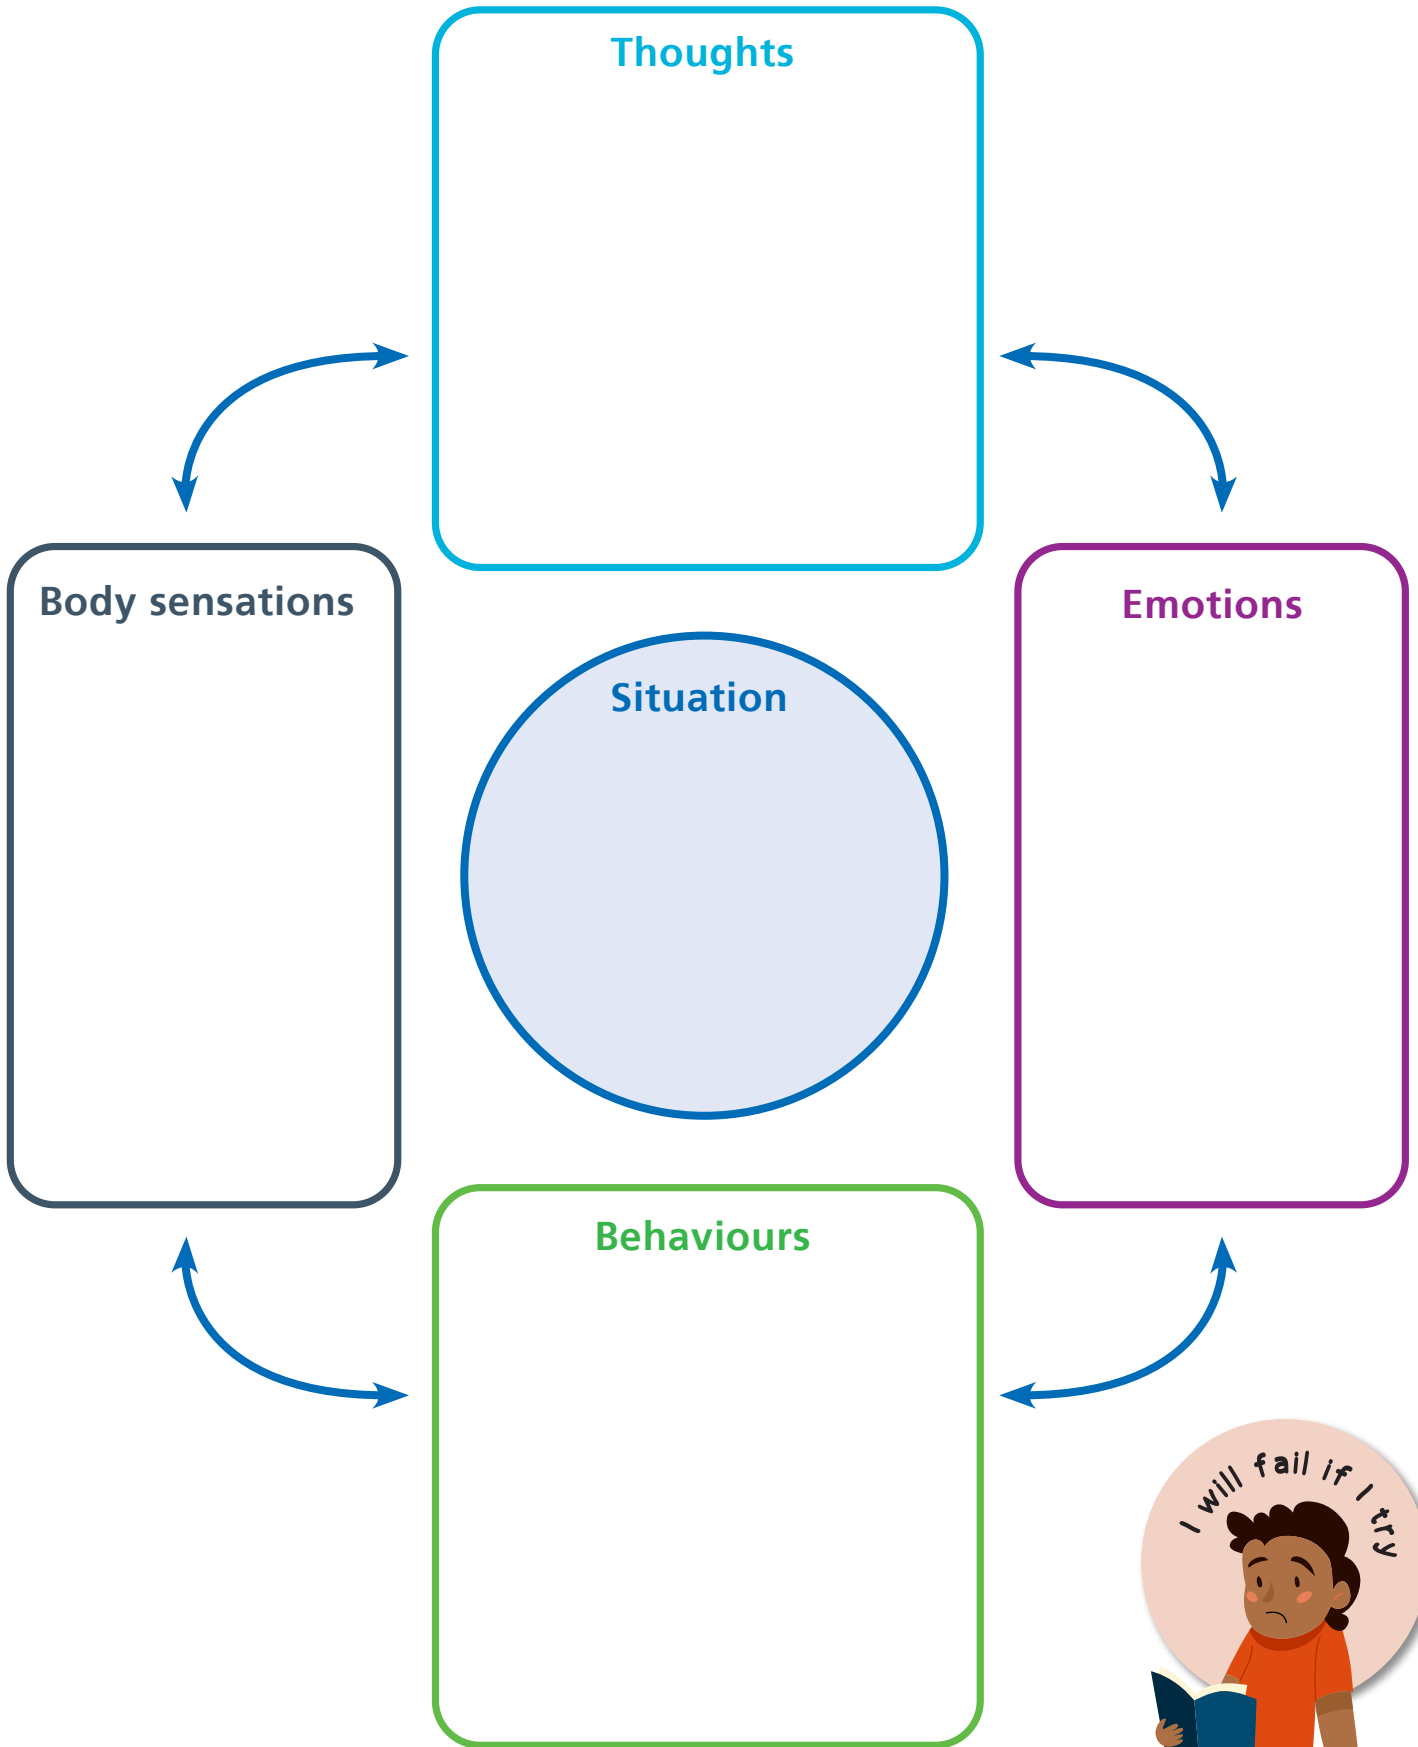 Thoughts
Body sensations
Emotions
Situation
Behaviours
I will fail if I try